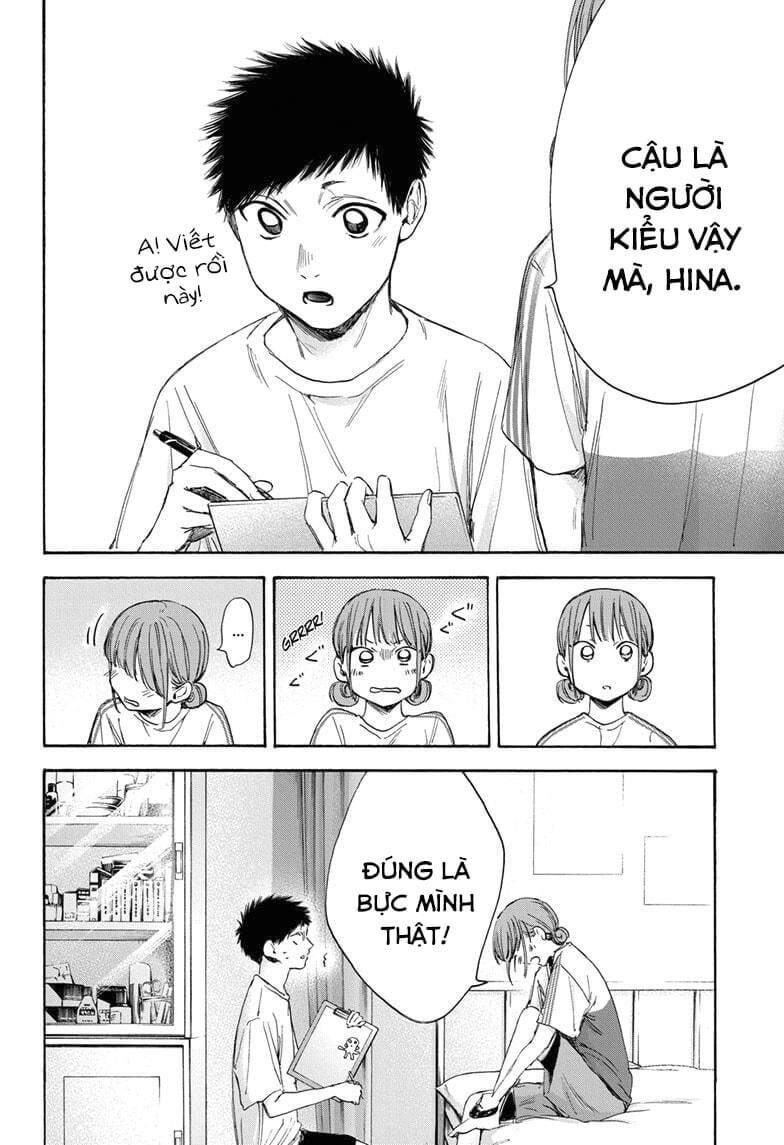 CẬU LÀ
NGƯỜI
KIỂU VẬY
MÀ, HINA.
A! Viết
được rồi
này!
GRRRR!
...
ĐÚNG LÀ
BỰC MÌNH
THẬT!